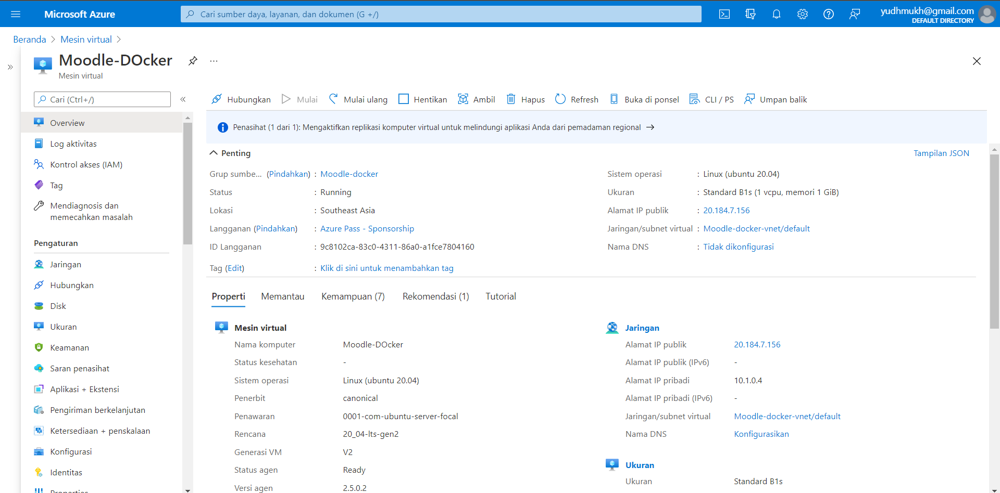 Microsoft Azure
Cari sumber daya, layanan, dan dokumen (G +/)
yudhmukh@gmail.com
DEFAULT DIRECTORY
Beranda > Mesin virtual >
Moodle-DOcker
Mesin virtual
Cari (Ctrl+/)
Hubungkan Mulai Mulai ulang Hentikan Ambil Hapus Refresh Buka di ponsel CLI / PS Umpan balik
Overview
Log aktivitas
Kontrol akses (IAM)
Tag
Mendiagnosis dan
memecahkan masalah
Pengaturan
Jaringan
Hubungkan
Disk
Ukuran
Keamanan
Saran penasihat
Aplikasi + Ekstensi
Pengiriman berkelanjutan
Ketersediaan + penskalaan
Konfigurasi
Identitas
Properties
Penasihat (1 dari 1): Mengaktifkan replikasi komputer virtual untuk melindungi aplikasi Anda dari pemadaman regional →
Penting
Tampilan JSON
Grup sumbe... (Pindahkan) : Moodle-docker
Status : Running
Lokasi : Southeast Asia
Langganan (Pindahkan) : Azure Pass - Sponsorship
ID Langganan : 9c8102ca-83c0-4311-86a0-a1fce7804160
Tag (Edit) : Klik di sini untuk menambahkan tag
Sistem operasi : Linux (ubuntu 20.04)
Ukuran : Standard B1s (1 vcpu, memori 1 GiB)
Alamat IP publik : 20.184.7.156
Jaringan/subnet virtual : Moodle-docker-vnet/default
Nama DNS : Tidak dikonfigurasi
Properti Memantau Kemampuan (7) Rekomendasi (1) Tutorial
Mesin virtual
Nama komputer Moodle-DOcker
Status kesehatan -
Sistem operasi Linux (ubuntu 20.04)
Penerbit canonical
Penawaran 0001-com-ubuntu-server-focal
Rencana 20_04-lts-gen2
Generasi VM V2
Status agen Ready
Versi agen 2.5.0.2
Jaringan
Alamat IP publik 20.184.7.156
Alamat IP publik (IPv6) -
Alamat IP pribadi 10.1.0.4
Alamat IP pribadi (IPv6) -
Jaringan/subnet virtual Moodle-docker-vnet/default
Nama DNS Konfigurasikan
Ukuran
Ukuran Standard B1s